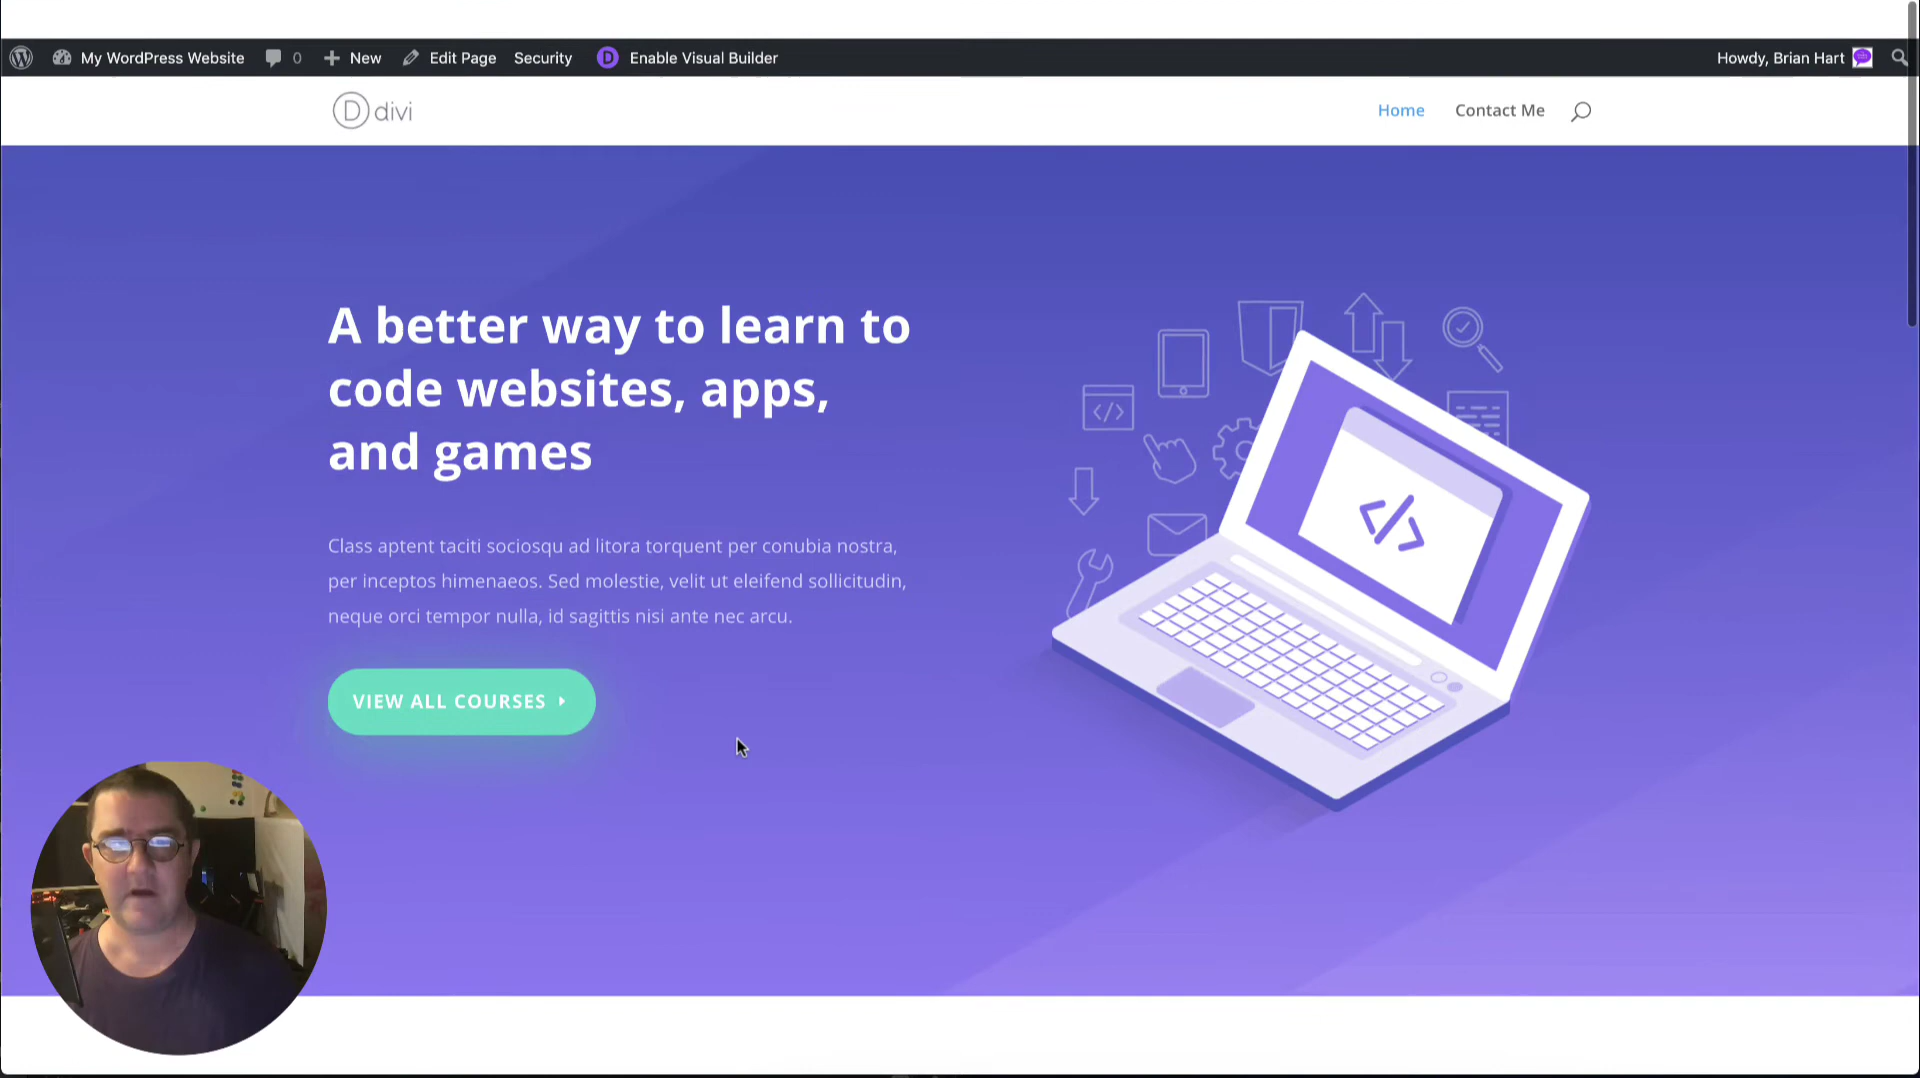 My WordPress Website 0 New Edit Page Security D Enable Visual Builder Howdy, Brian Hart
D divi Home Contact Me
A better way to learn to
code websites, apps,
and games
Class aptent taciti sociosqu ad litora torquent per conubia nostra,
per inceptos himenaeos. Sed molestie, velit ut eleifend sollicitudin,
neque orci tempor nulla, id sagittis nisi ante nec arcu.
VIEW ALL COURSES